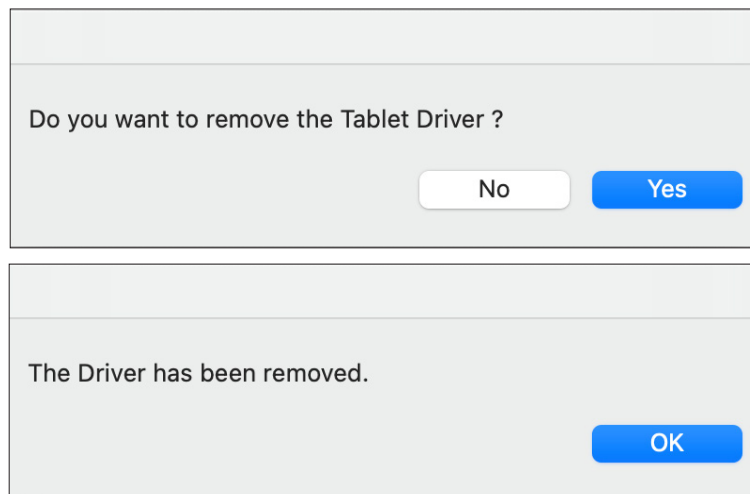 Do you want to remove the Tablet Driver ?
No Yes
The Driver has been removed.
OK